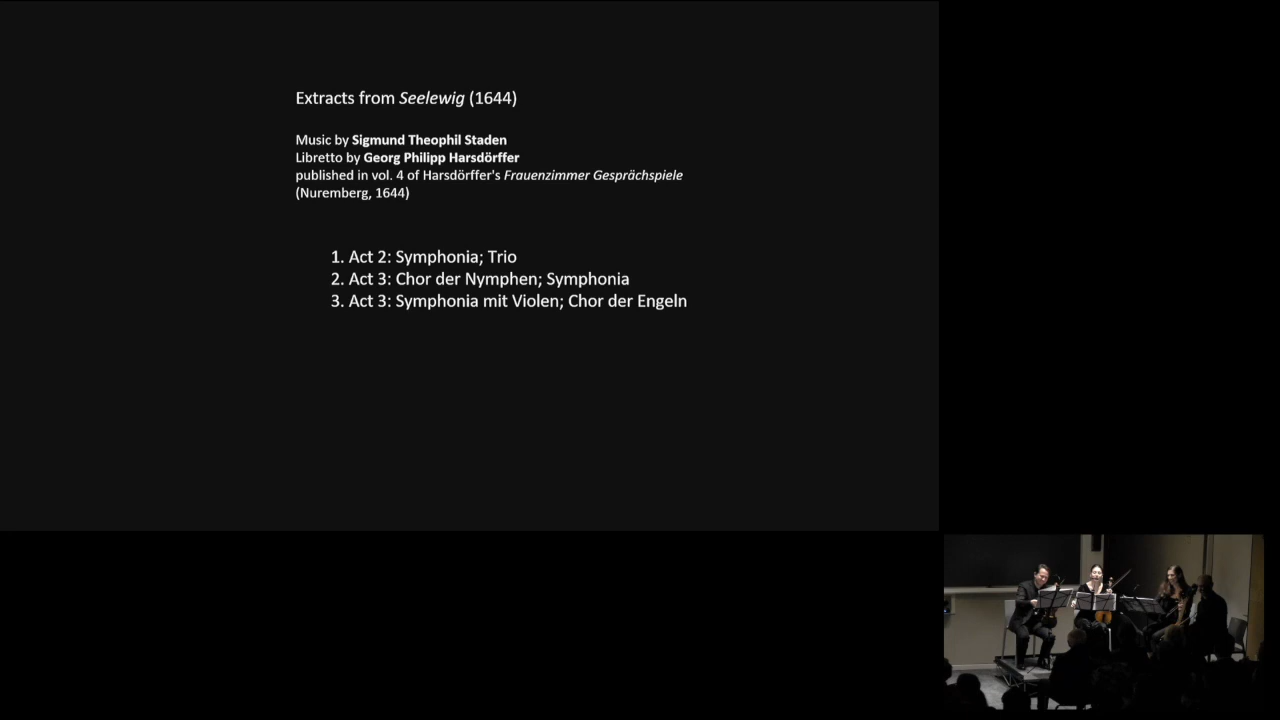 Extracts from Seelewig (1644)
Music by Sigmund Theophil Staden
Libretto by Georg Philipp Harsdörffer
published in vol. 4 of Harsdörffer's Frauenzimmer Gesprächspiele
(Nuremberg, 1644)
1. Act 2: Symphonia; Trio
2. Act 3: Chor der Nymphen; Symphonia
3. Act 3: Symphonia mit Violen; Chor der Engeln